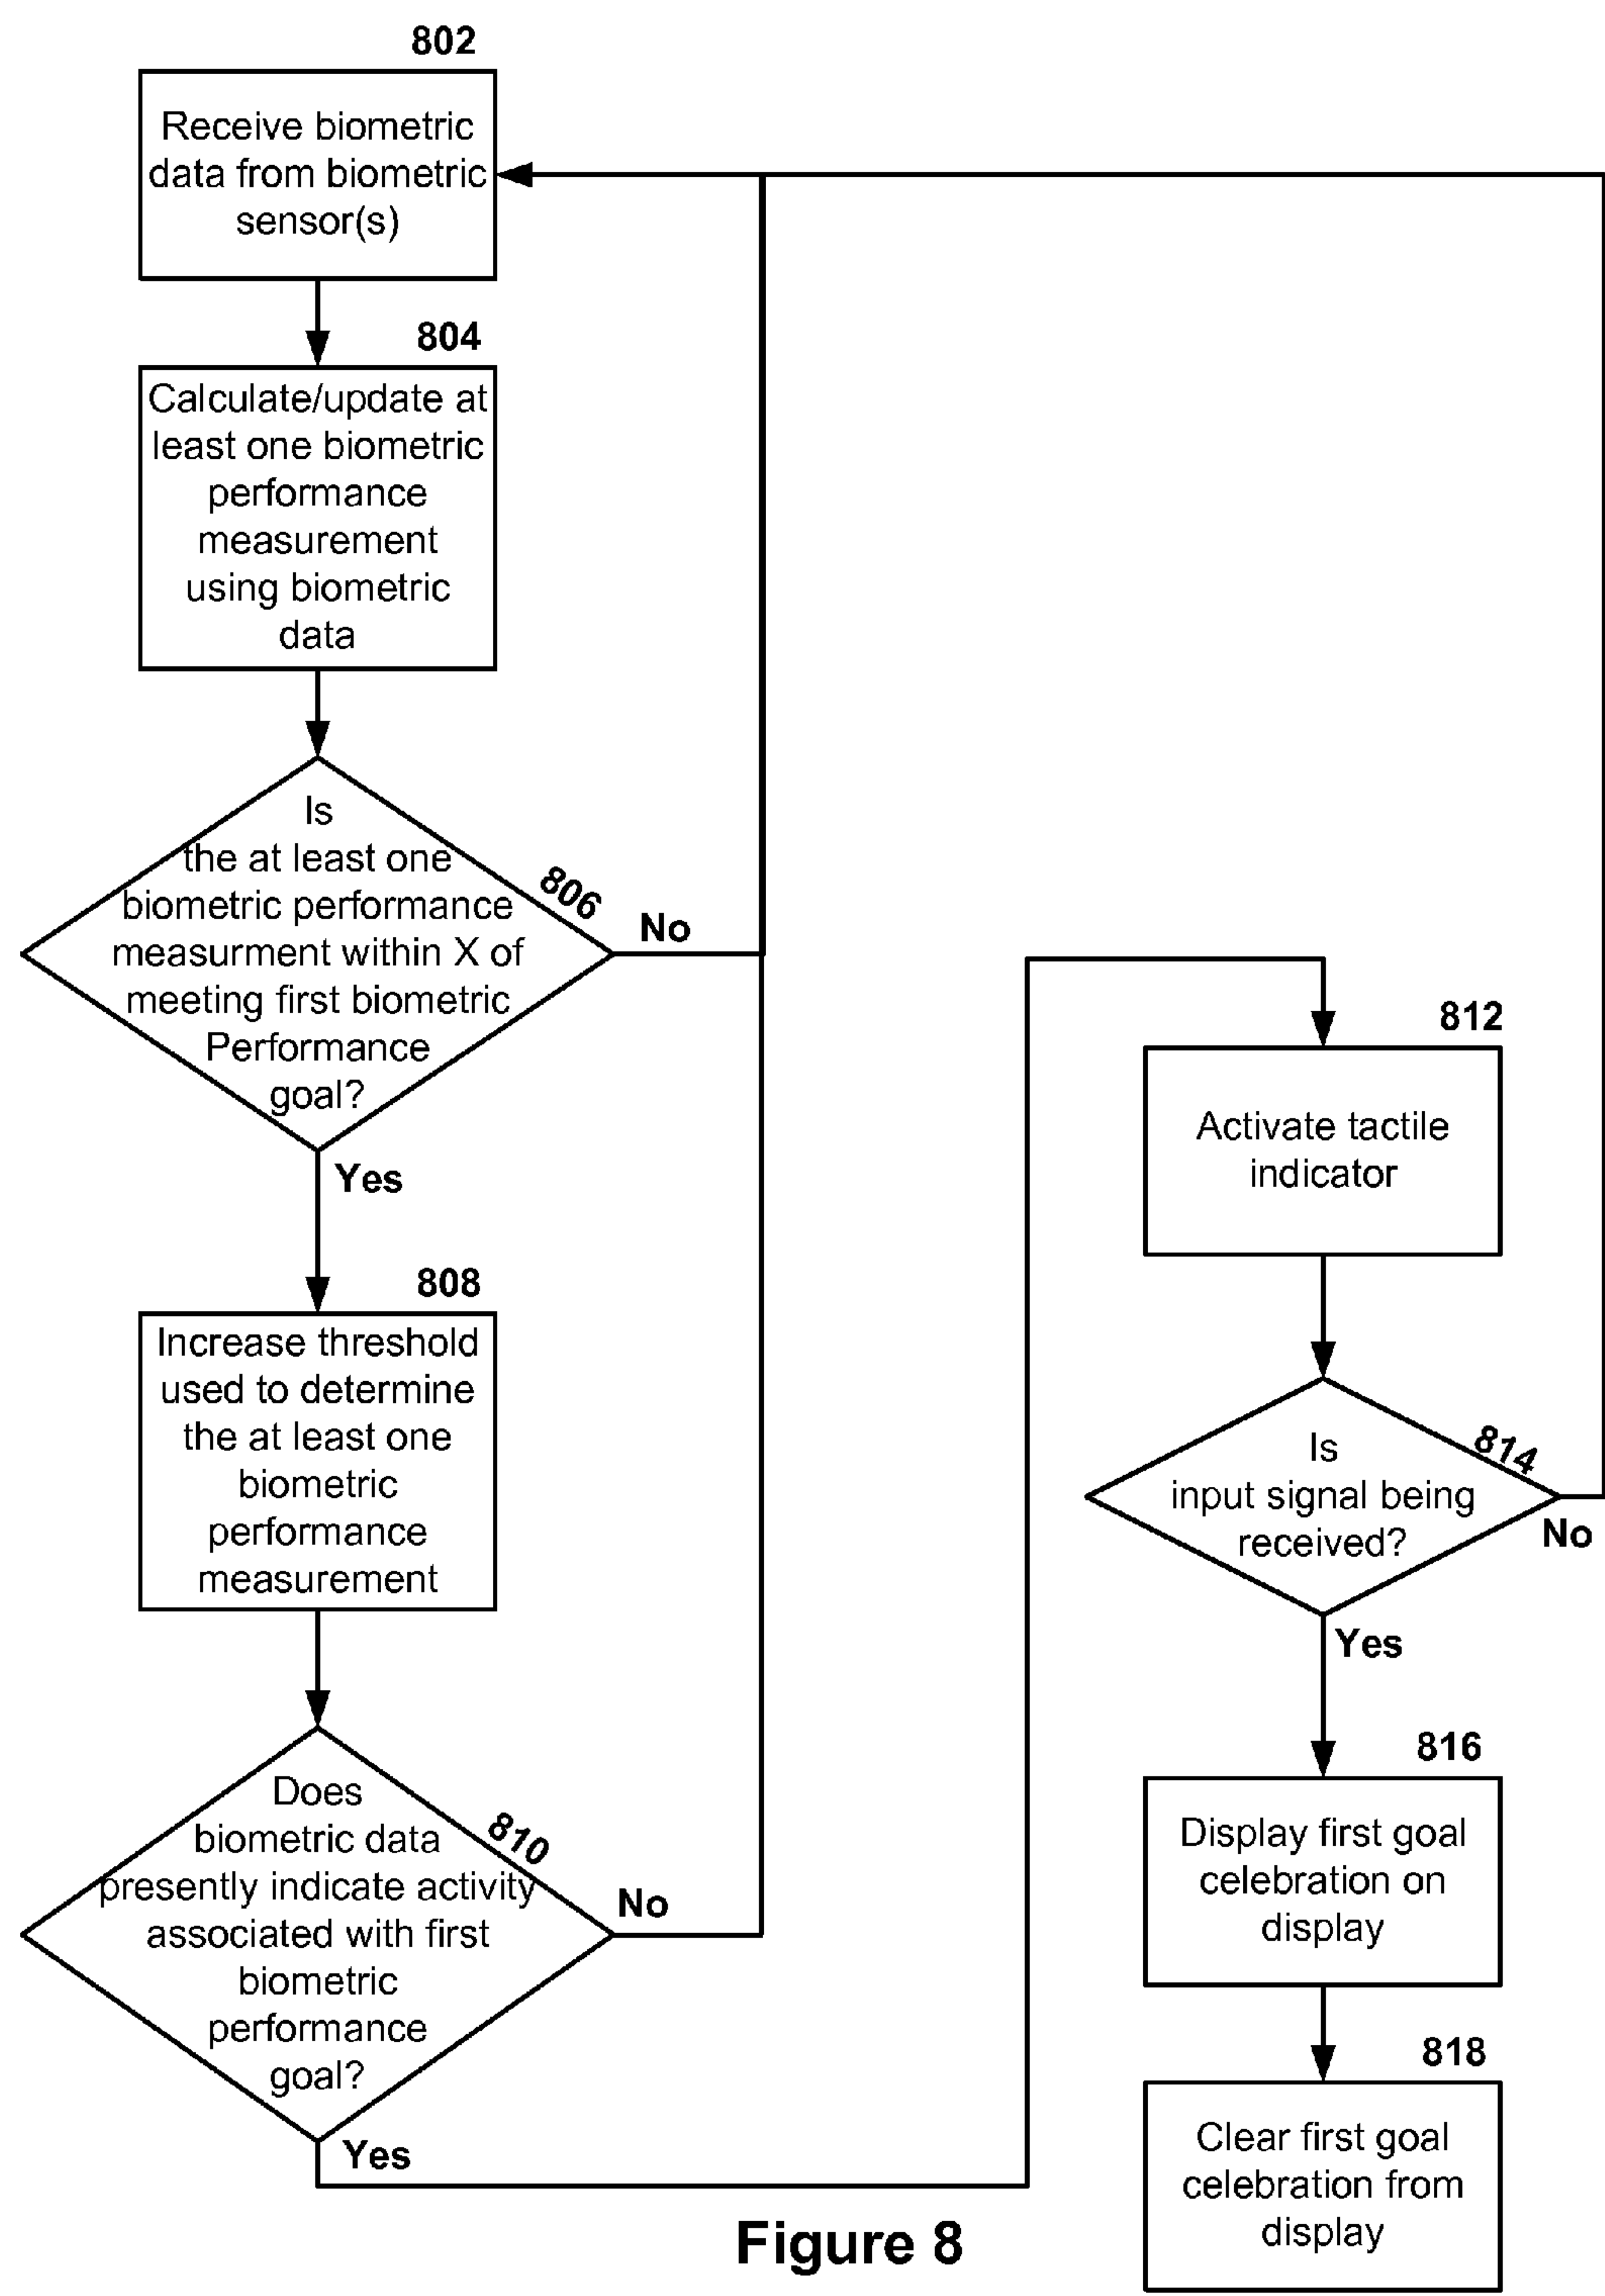 802
Receive biometric
data from biometric
sensor(s)
804
Calculate/update at
least one biometric
performance
measurement
using biometric
data
806
Is
the at least one
biometric performance
measurment within X of
meeting first biometric
Performance
goal?
No
Yes
808
Increase threshold
used to determine
the at least one
biometric
performance
measurement
810
Does
biometric data
presently indicate activity
associated with first
biometric
performance
goal?
No
Yes
812
Activate tactile
indicator
814
Is
input signal being
received?
No
Yes
816
Display first goal
celebration on
display
818
Clear first goal
celebration from
display
Figure 8